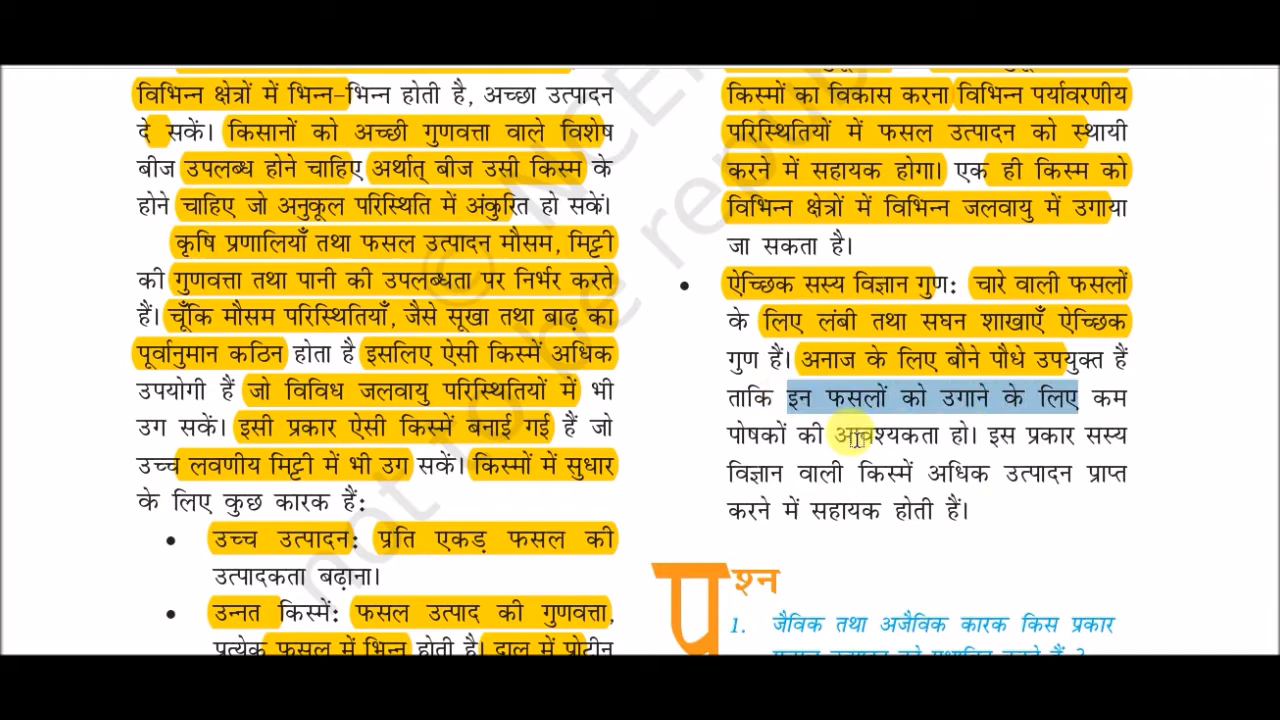 विभिन्न क्षेत्रों में भिन्न-भिन्न होती है, अच्छा उत्पादन
दे सकें। किसानों को अच्छी गुणवत्ता वाले विशेष
बीज उपलब्ध होने चाहिए अर्थात् बीज उसी किस्म के
होने चाहिए जो अनुकूल परिस्थिति में अंकुरित हो सकें।
कृषि प्रणालियाँ तथा फसल उत्पादन मौसम, मिट्टी
की गुणवत्ता तथा पानी की उपलब्धता पर निर्भर करते
हैं। चूँकि मौसम परिस्थितियाँ, जैसे सूखा तथा बाढ़ का
पूर्वानुमान कठिन होता है इसलिए ऐसी किस्में अधिक
उपयोगी हैं जो विविध जलवायु परिस्थितियों में भी
उग सकें। इसी प्रकार ऐसी किस्में बनाई गई हैं जो
उच्च लवणीय मिट्टी में भी उग सकें। किस्मों में सुधार
के लिए कुछ कारक हैं:
• उच्च उत्पादन: प्रति एकड़ फसल की
उत्पादकता बढ़ाना।
• उन्नत किस्में: फसल उत्पाद की गुणवत्ता,
प्रत्येक फसल में भिन्न होती है। दाल में प्रोटीन
किस्मों का विकास करना विभिन्न पर्यावरणीय
परिस्थितियों में फसल उत्पादन को स्थायी
करने में सहायक होगा। एक ही किस्म को
विभिन्न क्षेत्रों में विभिन्न जलवायु में उगाया
जा सकता है।
• ऐच्छिक सस्य विज्ञान गुण: चारे वाली फसलों
के लिए लंबी तथा सघन शाखाएँ ऐच्छिक
गुण हैं। अनाज के लिए बौने पौधे उपयुक्त हैं
ताकि इन फसलों को उगाने के लिए कम
पोषकों की आवश्यकता हो। इस प्रकार सस्य
विज्ञान वाली किस्में अधिक उत्पादन प्राप्त
करने में सहायक होती हैं।
प्रश्न
1. जैविक तथा अजैविक कारक किस प्रकार